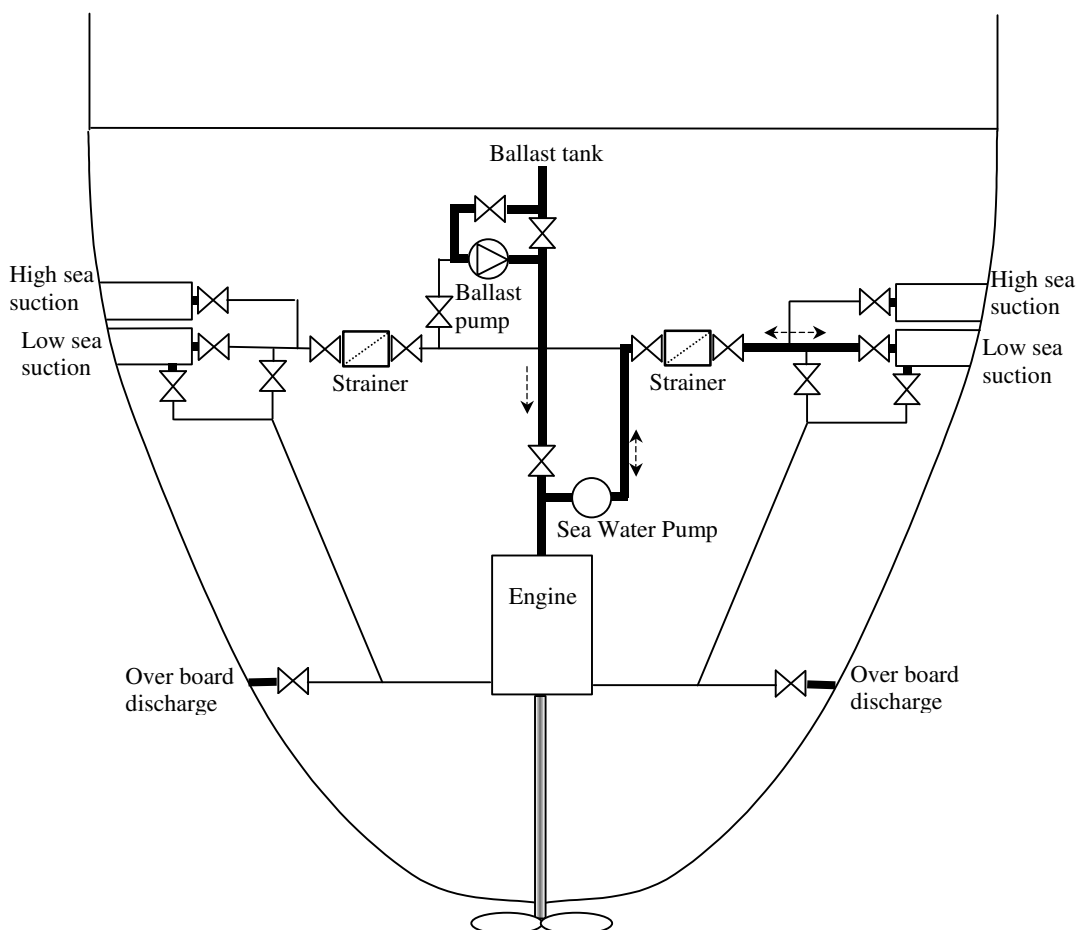 Ballast tank
High sea
suction
Ballast
pump
High sea
suction
Low sea
suction
Low sea
suction
Strainer
Strainer
Sea Water Pump
Engine
Over board
discharge
Over board
discharge